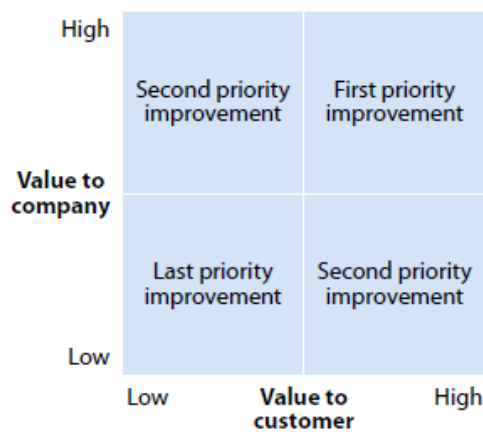 High
Second priority
improvement
First priority
improvement
Value to
company
Last priority
improvement
Second priority
improvement
Low
Low
Value to
customer
High